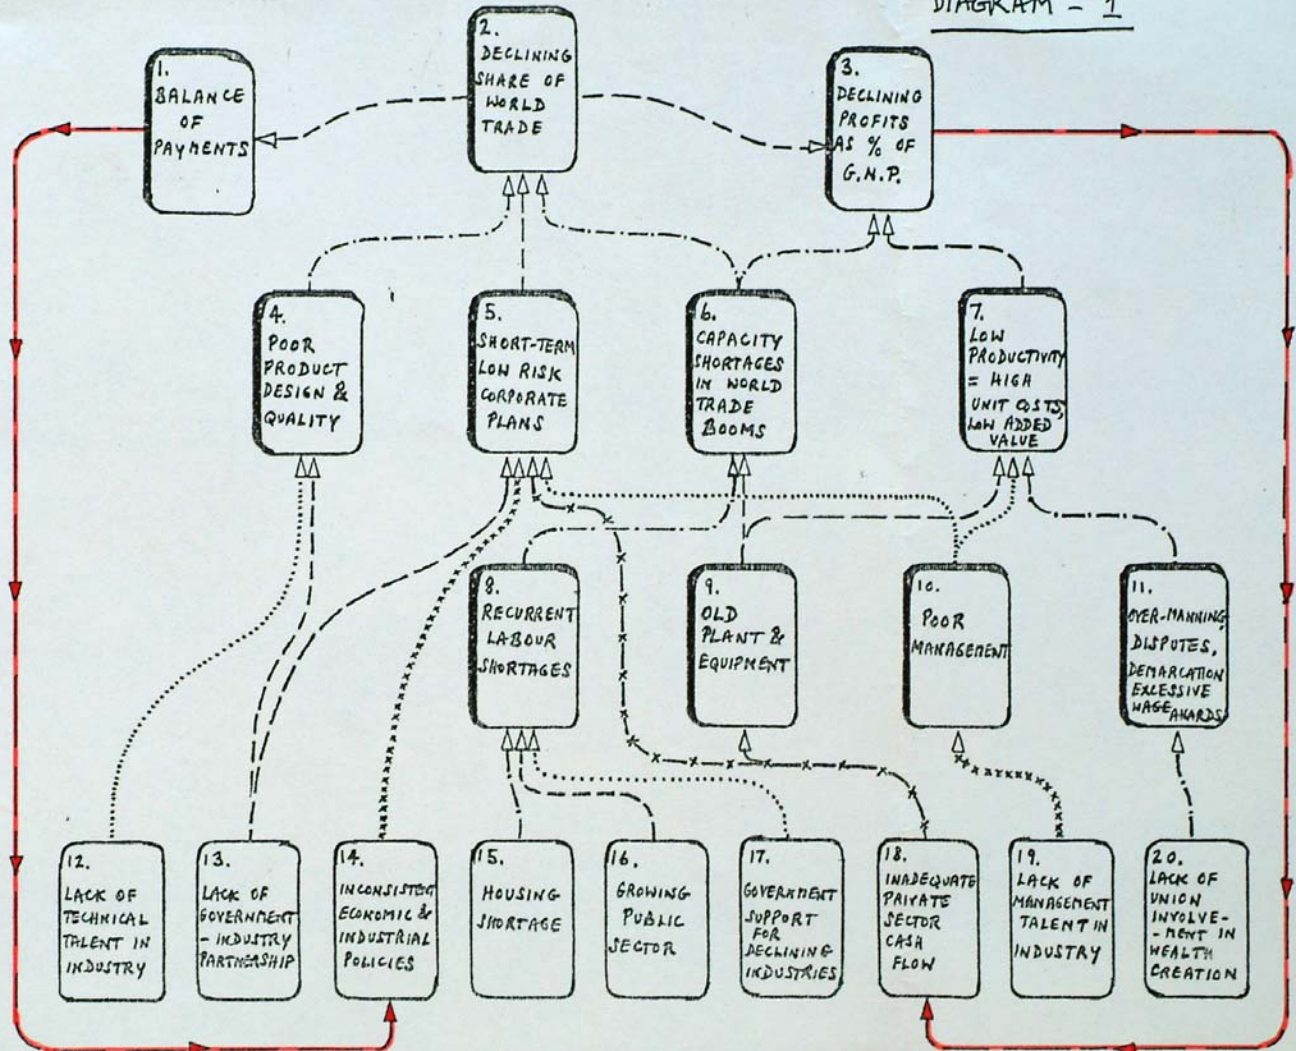 DIAGRAM - 1
1.
BALANCE
OF
PAYMENTS
2.
DECLINING
SHARE OF
WORLD
TRADE
3.
DECLINING
PROFITS
AS % OF
G.N.P.
4.
POOR
PRODUCT
DESIGN &
QUALITY
5.
SHORT-TERM
LOW RISK
CORPORATE
PLANS
6.
CAPACITY
SHORTAGES
IN WORLD
TRADE
BOOMS
7.
LOW
PRODUCTIVITY
= HIGH
UNIT COSTS,
LOW ADDED
VALUE
8.
RECURRENT
LABOUR
SHORTAGES
9.
OLD
PLANT &
EQUIPMENT
10.
POOR
MANAGEMENT
11.
OVER-MANNING,
DISPUTES,
DEMARCATION
EXCESSIVE
WAGE AWARDS
12.
LACK OF
TECHNICAL
TALENT IN
INDUSTRY
13.
LACK OF
GOVERNMENT
- INDUSTRY
PARTNERSHIP
14.
INCONSISTENT
ECONOMIC &
INDUSTRIAL
POLICIES
15.
HOUSING
SHORTAGE
16.
GROWING
PUBLIC
SECTOR
17.
GOVERNMENT
SUPPORT
FOR
DECLINING
INDUSTRIES
18.
INADEQUATE
PRIVATE
SECTOR
CASH
FLOW
19.
LACK OF
MANAGEMENT
TALENT IN
INDUSTRY
20.
LACK OF
UNION
INVOLVE-
-MENT IN
WEALTH
CREATION